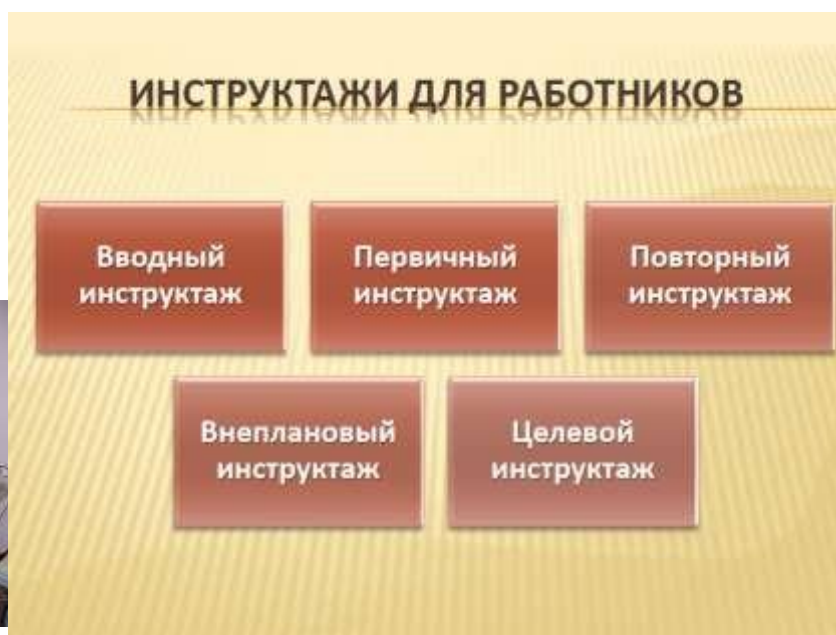 ИНСТРУКТАЖИ ДЛЯ РАБОТНИКОВ
Вводный
инструктаж
Первичный
инструктаж
Повторный
инструктаж
Внеплановый
инструктаж
Целевой
инструктаж